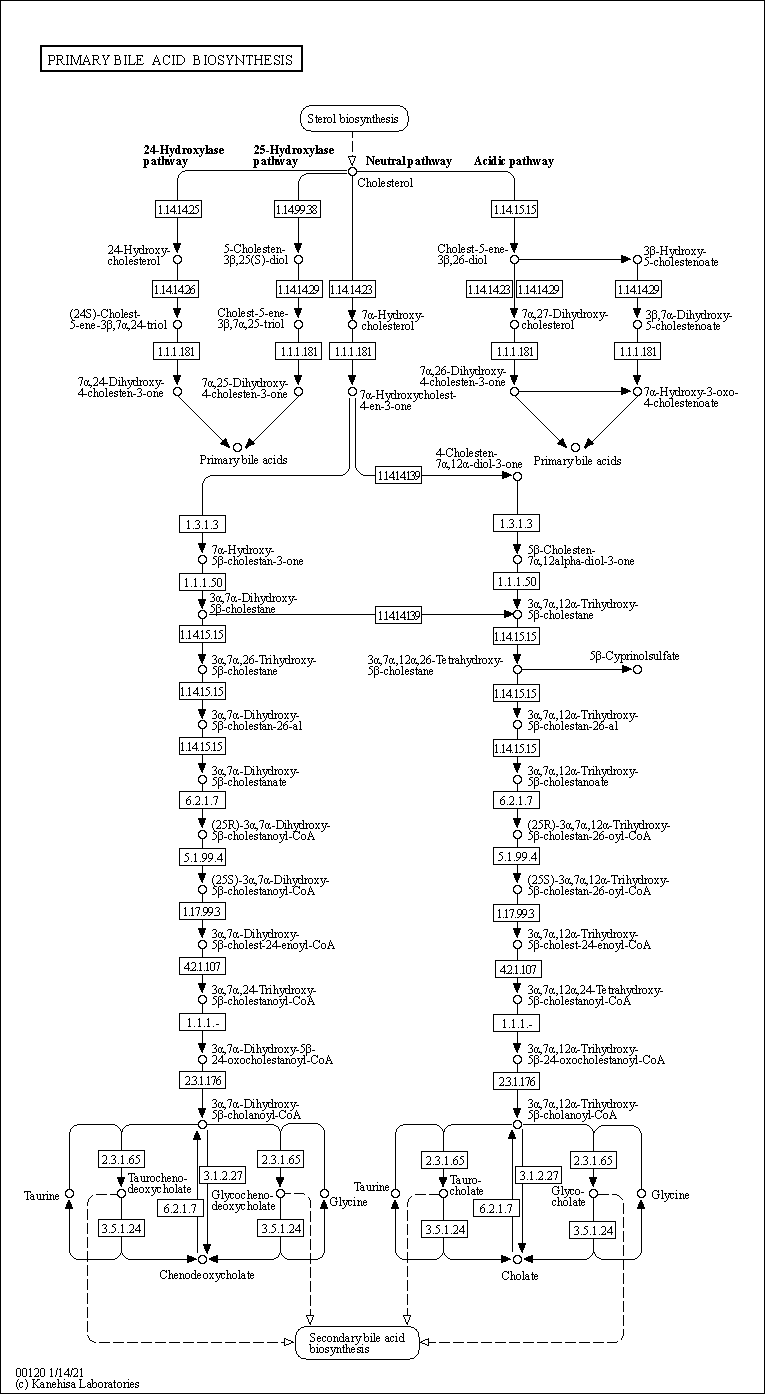 PRIMARY BILE ACID BIOSYNTHESIS
Sterol biosynthesis
24-Hydroxylase
pathway
25-Hydroxylase
pathway
Neutral pathway
Acidic pathway
Cholesterol
1.14.14.25
1.14.99.38
1.14.15.15
24-Hydroxy-
cholesterol
5-Cholesten-
3β,25(S)-diol
Cholest-5-ene-
3β,26-diol
3β-Hydroxy-
5-cholestenoate
1.14.14.26
1.14.14.29
1.14.14.23
1.14.14.23
1.14.14.29
1.14.14.29
(24S)-Cholest-
5-ene-3β,7α,24-triol
Cholest-5-ene-
3β,7α,25-triol
7α-Hydroxy-
cholesterol
7α,27-Dihydroxy-
cholesterol
3β,7α-Dihydroxy-
5-cholestenoate
1.1.1.181
1.1.1.181
1.1.1.181
1.1.1.181
1.1.1.181
7α,24-Dihydroxy-
4-cholesten-3-one
7α,25-Dihydroxy-
4-cholesten-3-one
7α-Hydroxycholest-
4-en-3-one
7α,26-Dihydroxy-
4-cholesten-3-one
7α-Hydroxy-3-oxo-
4-cholestenoate
Primary bile acids
Primary bile acids
4-Cholesten-
7α,12α-diol-3-one
1.14.14.139
1.3.1.3
1.3.1.3
7α-Hydroxy-
5β-cholestan-3-one
5β-Cholesten-
7α,12alpha-diol-3-one
1.1.1.50
1.1.1.50
3α,7α-Dihydroxy-
5β-cholestane
1.14.14.139
3α,7α,12α-Trihydroxy-
5β-cholestane
1.14.15.15
1.14.15.15
3α,7α,26-Trihydroxy-
5β-cholestane
3α,7α,12α,26-Tetrahydroxy-
5β-cholestane
5β-Cyprinolsulfate
1.14.15.15
1.14.15.15
3α,7α-Dihydroxy-
5β-cholestan-26-al
3α,7α,12α-Trihydroxy-
5β-cholestan-26-al
1.14.15.15
1.14.15.15
3α,7α-Dihydroxy-
5β-cholestanate
3α,7α,12α-Trihydroxy-
5β-cholestanoate
6.2.1.7
6.2.1.7
(25R)-3α,7α-Dihydroxy-
5β-cholestanoyl-CoA
(25R)-3α,7α,12α-Trihydroxy-
5β-cholestan-26-oyl-CoA
5.1.99.4
5.1.99.4
(25S)-3α,7α-Dihydroxy-
5β-cholestanoyl-CoA
(25S)-3α,7α,12α-Trihydroxy-
5β-cholestan-26-oyl-CoA
1.17.99.3
1.17.99.3
3α,7α-Dihydroxy-
5β-cholest-24-enoyl-CoA
3α,7α,12α-Trihydroxy-
5β-cholest-24-enoyl-CoA
4.2.1.107
4.2.1.107
3α,7α,24-Trihydroxy-
5β-cholestanoyl-CoA
3α,7α,12α,24-Tetrahydroxy-
5β-cholestanoyl-CoA
1.1.1.-
1.1.1.-
3α,7α-Dihydroxy-5β-
24-oxocholestanoyl-CoA
3α,7α,12α-Trihydroxy-
5β-24-oxocholestanoyl-CoA
2.3.1.176
2.3.1.176
3α,7α-Dihydroxy-
5β-cholanoyl-CoA
3α,7α,12α-Trihydroxy-
5β-cholanoyl-CoA
2.3.1.65
2.3.1.65
2.3.1.65
2.3.1.65
3.1.2.27
3.1.2.27
Taurine
Taurocheno-
deoxycholate
Glycocheno-
deoxycholate
Glycine
Taurine
Tauro-
cholate
Glyco-
cholate
Glycine
6.2.1.7
6.2.1.7
3.5.1.24
3.5.1.24
3.5.1.24
3.5.1.24
Chenodeoxycholate
Cholate
Secondary bile acid
biosynthesis
00120 1/14/21
(c) Kanehisa Laboratories